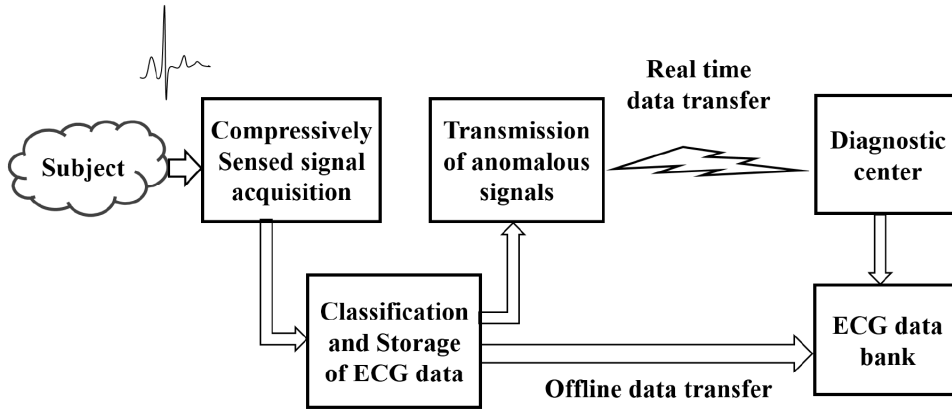 Subject
Compressively
Sensed signal
acquisition
Transmission
of anomalous
signals
Real time
data transfer
Diagnostic
center
Classification
and Storage
of ECG data
Offline data transfer
ECG data
bank